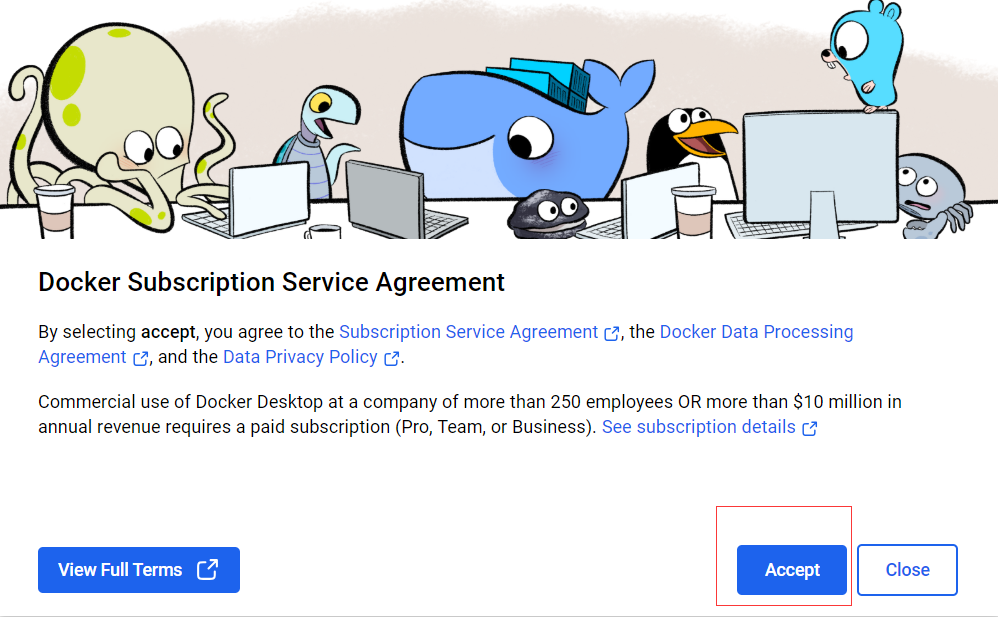 Docker Subscription Service Agreement
By selecting accept, you agree to the Subscription Service Agreement, the Docker Data Processing
Agreement, and the Data Privacy Policy.
Commercial use of Docker Desktop at a company of more than 250 employees OR more than $10 million in
annual revenue requires a paid subscription (Pro, Team, or Business). See subscription details
View Full Terms
Accept
Close